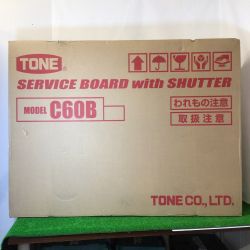 TONE®
SERVICE BOARD with SHUTTER
MODEL C60B
われもの注意
取扱注意
TONE CO., LTD.